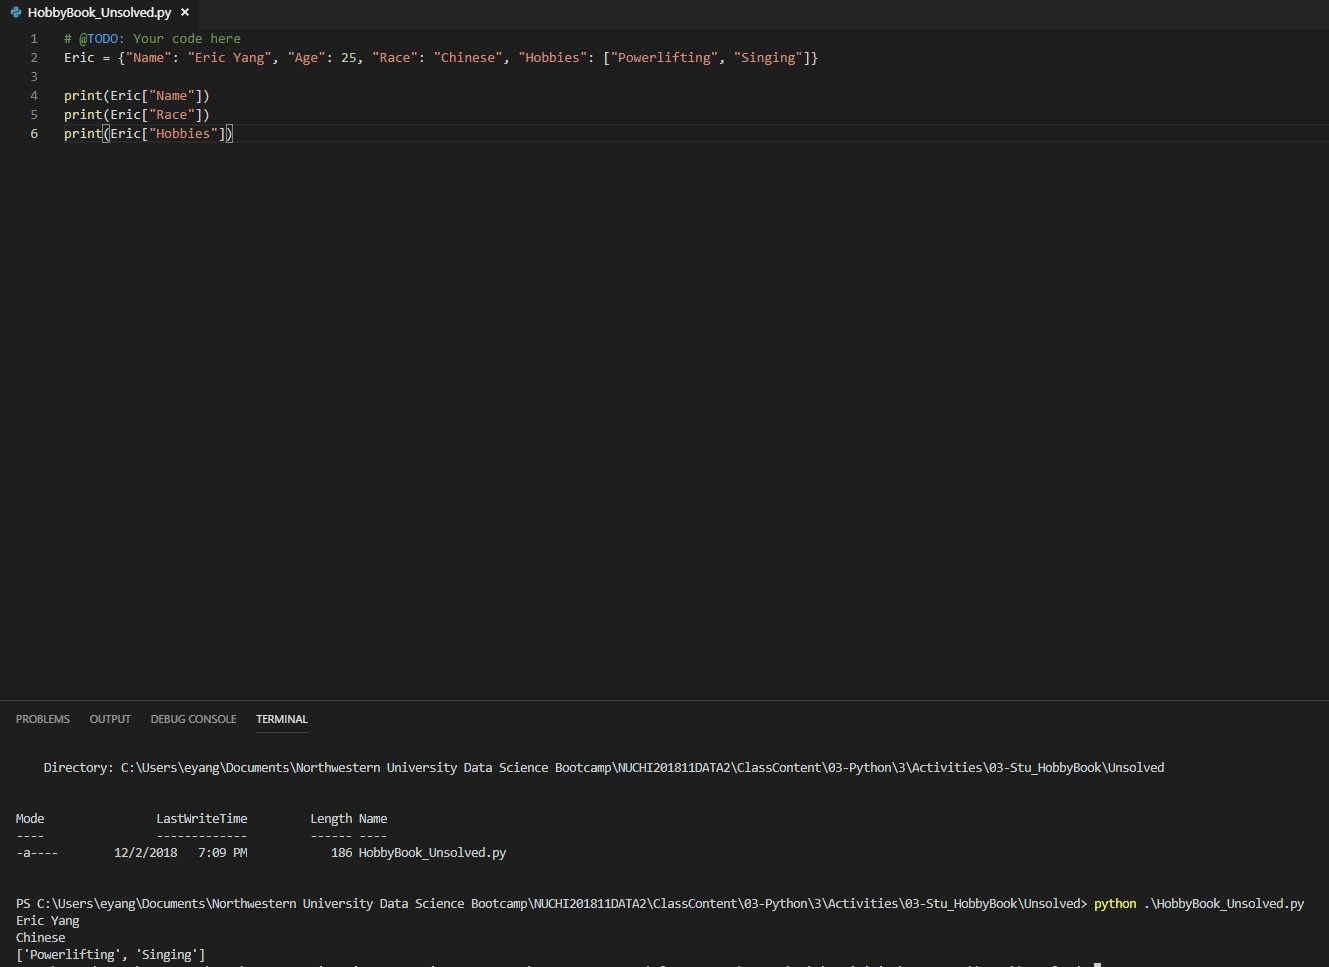 HobbyBook_Unsolved.py ×
1 # @TODO: Your code here
2 Eric = {"Name": "Eric Yang", "Age": 25, "Race": "Chinese", "Hobbies": ["Powerlifting", "Singing"]}
3
4 print(Eric["Name"])
5 print(Eric["Race"])
6 print(Eric["Hobbies"])
PROBLEMS OUTPUT DEBUG CONSOLE TERMINAL
Directory: C:\Users\eyang\Documents\Northwestern University Data Science Bootcamp\NUCHI201811DATA2\ClassContent\03-Python\3\Activities\03-Stu_HobbyBook\Unsolved
Mode LastWriteTime Length Name
---- ------------- ------ ----
-a---- 12/2/2018 7:09 PM 186 HobbyBook_Unsolved.py
PS C:\Users\eyang\Documents\Northwestern University Data Science Bootcamp\NUCHI201811DATA2\ClassContent\03-Python\3\Activities\03-Stu_HobbyBook\Unsolved> python .\HobbyBook_Unsolved.py
Eric Yang
Chinese
['Powerlifting', 'Singing']